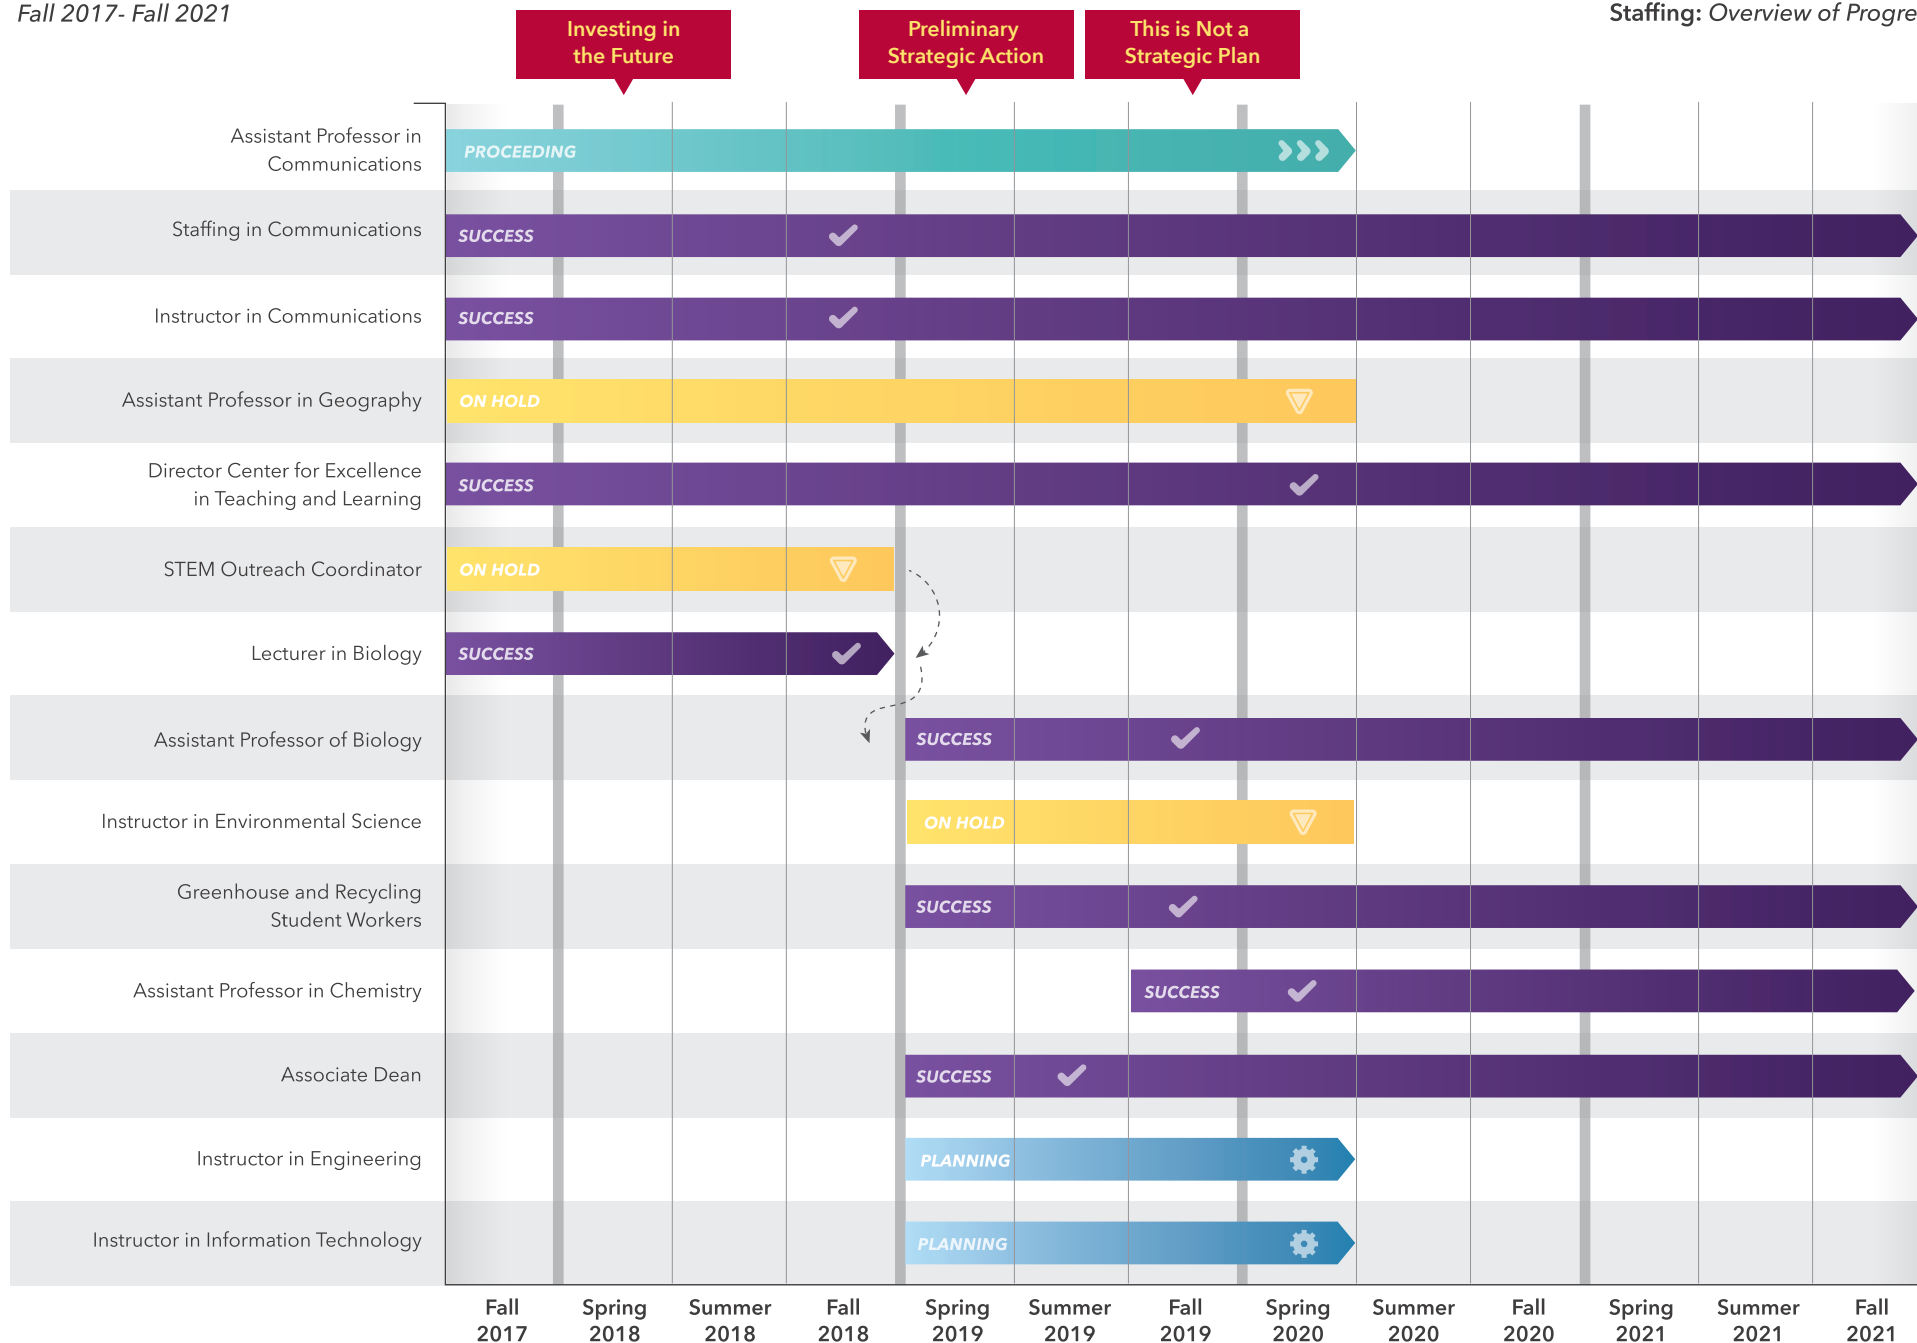 Fall 2017- Fall 2021
Staffing: Overview of Progre
Investing in
the Future
Preliminary
Strategic Action
This is Not a
Strategic Plan
Assistant Professor in
Communications
PROCEEDING
Staffing in Communications
SUCCESS
Instructor in Communications
SUCCESS
Assistant Professor in Geography
ON HOLD
Director Center for Excellence
in Teaching and Learning
SUCCESS
STEM Outreach Coordinator
ON HOLD
Lecturer in Biology
SUCCESS
Assistant Professor of Biology
SUCCESS
Instructor in Environmental Science
ON HOLD
Greenhouse and Recycling
Student Workers
SUCCESS
Assistant Professor in Chemistry
SUCCESS
Associate Dean
SUCCESS
Instructor in Engineering
PLANNING
Instructor in Information Technology
PLANNING
Fall
2017
Spring
2018
Summer
2018
Fall
2018
Spring
2019
Summer
2019
Fall
2019
Spring
2020
Summer
2020
Fall
2020
Spring
2021
Summer
2021
Fall
2021